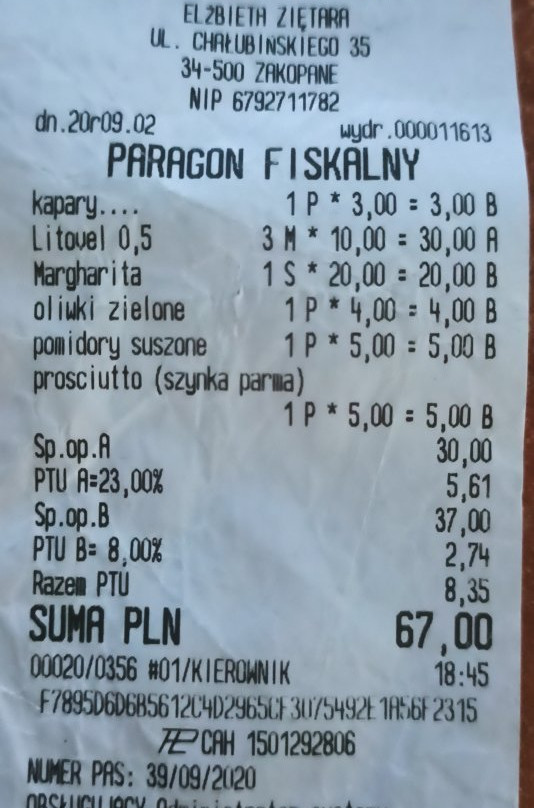 ELŻBIETA ZIĘTARA
UL. CHAŁUBIŃSKIEGO 35
34-500 ZAKOPANE
NIP 6792711782
dn.20r09.02 wydr.000011613
PARAGON FISKALNY
kapary.... 1 P * 3,00 = 3,00 B
Litovel 0,5 3 M * 10,00 = 30,00 A
Margharita 1 S * 20,00 = 20,00 B
oliwki zielone 1 P * 4,00 = 4,00 B
pomidory suszone 1 P * 5,00 = 5,00 B
prosciutto (szynka parma)
1 P * 5,00 = 5,00 B
Sp.op.A 30,00
PTU A=23,00% 5,61
Sp.op.B 37,00
PTU B= 8,00% 2,74
Razem PTU 8,35
SUMA PLN 67,00
00020/0356 #01/KIEROWNIK 18:45
F7895D6D6B5612C4D2965CF3075492E1A56F2315
CAH 1501292806
NUMER PAS: 39/09/2020